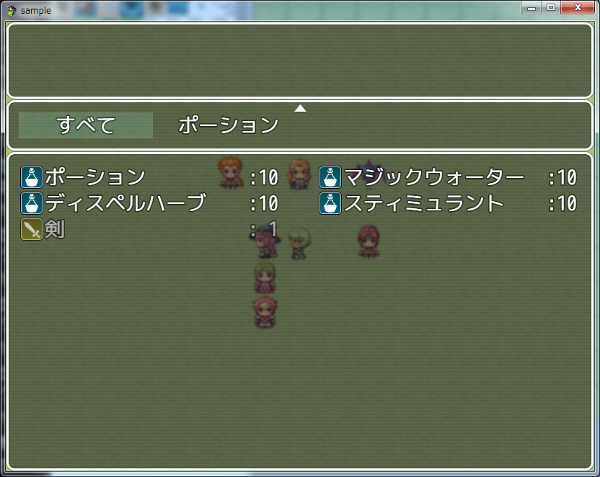 sample
すべて ポーション
ポーション :10 マジックウォーター :10
ディスペルハーブ :10 スティミュラント :10
剣 : 1